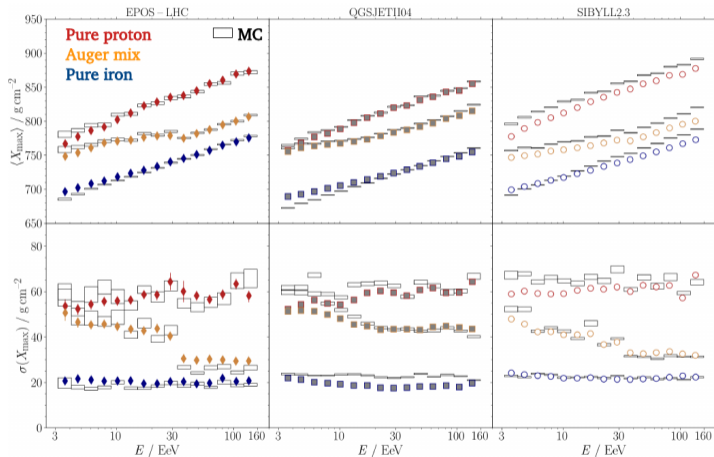 EPOS – LHC
QGSJETII04
SIBYLL2.3
950
900
850
800
750
700
650
⟨Xmax⟩ / g cm−2
Pure proton
Auger mix
Pure iron
MC
80
60
40
20
0
σ(Xmax) / g cm−2
3 10 30 100 160
3 10 30 100 160
3 10 30 100 160
E / EeV
E / EeV
E / EeV